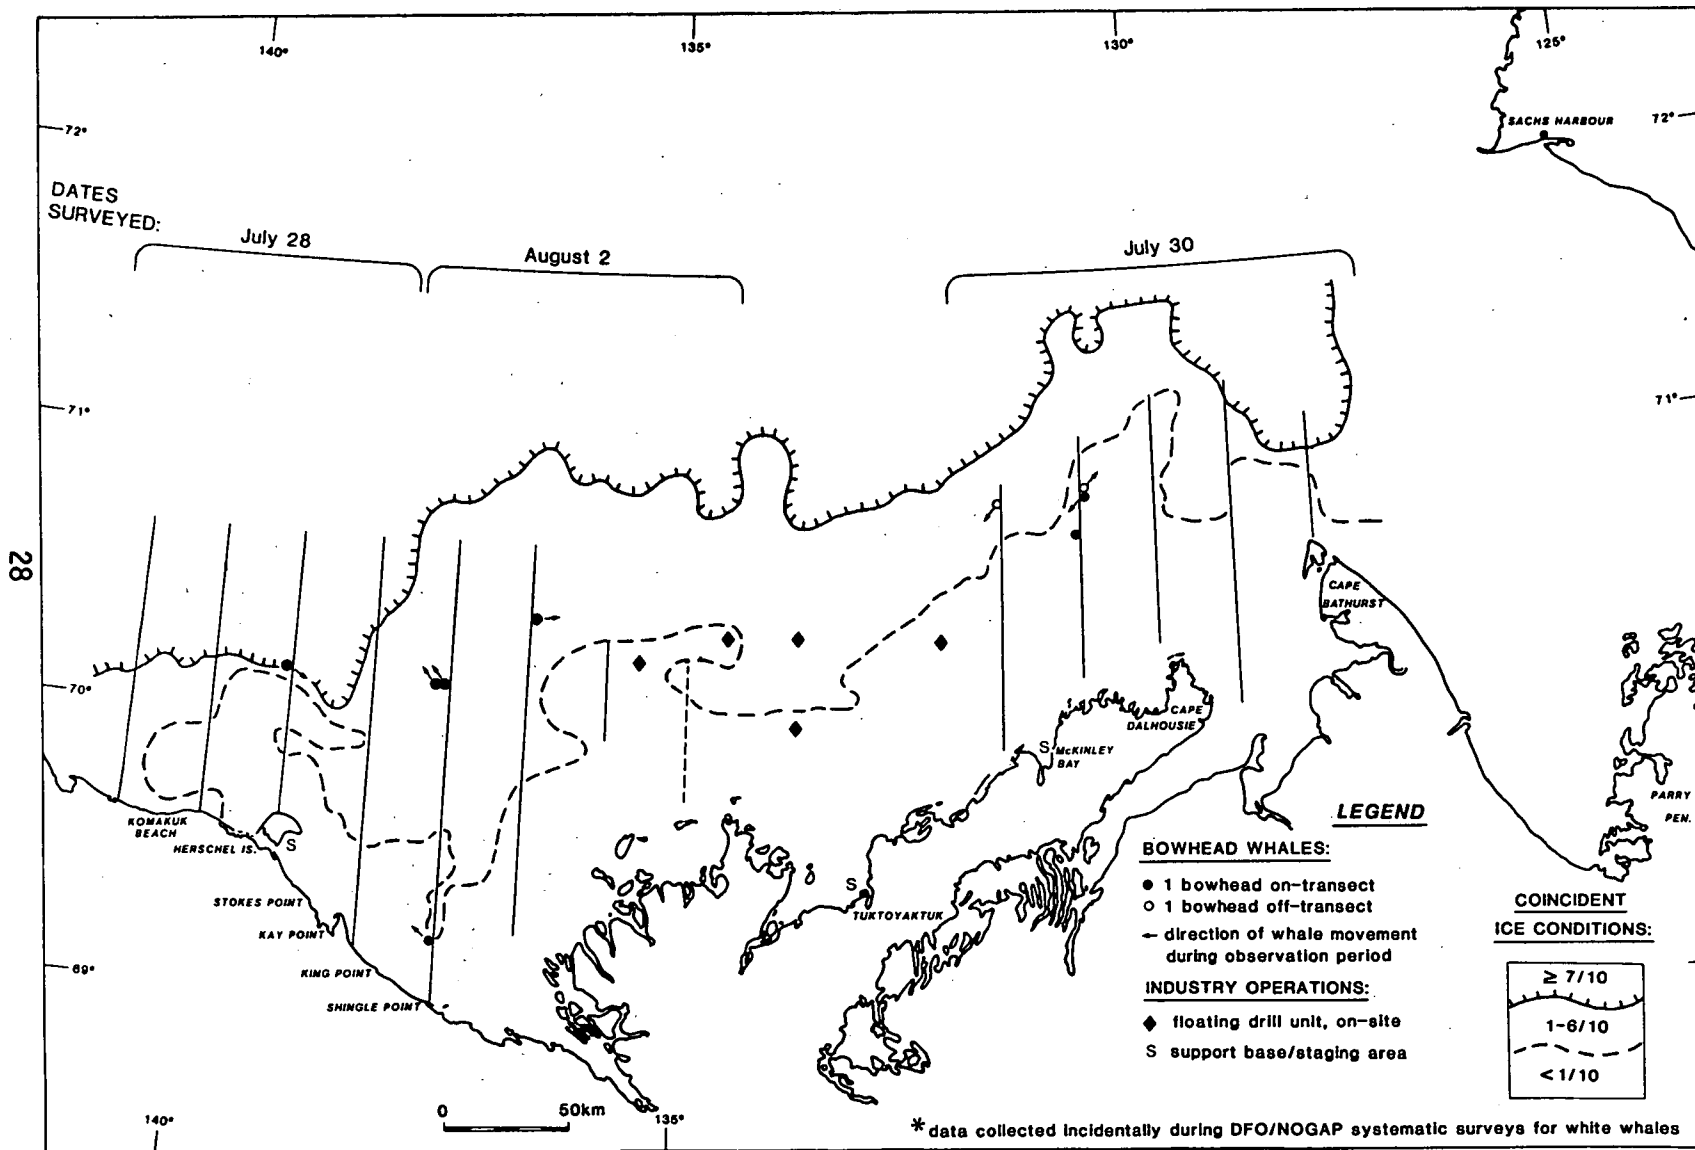 140°
135°
130°
125°
72°
SACHS HARBOUR
72°
DATES
SURVEYED:
July 28
August 2
July 30
71°
71°
28
70°
CAPE
BATHURST
CAPE
DALHOUSIE
S
McKINLEY
BAY
PARRY
PEN.
KOMAKUK
BEACH
HERSCHEL IS.
S
STOKES POINT
KAY POINT
KING POINT
SHINGLE POINT
S
TUKTOYAKTUK
69°
LEGEND
BOWHEAD WHALES:
1 bowhead on-transect
1 bowhead off-transect
direction of whale movement
during observation period
INDUSTRY OPERATIONS:
floating drill unit, on-site
S support base/staging area
COINCIDENT
ICE CONDITIONS:
≥ 7/10
1-6/10
< 1/10
0 50km
140°
135°
* data collected incidentally during DFO/NOGAP systematic surveys for white whales